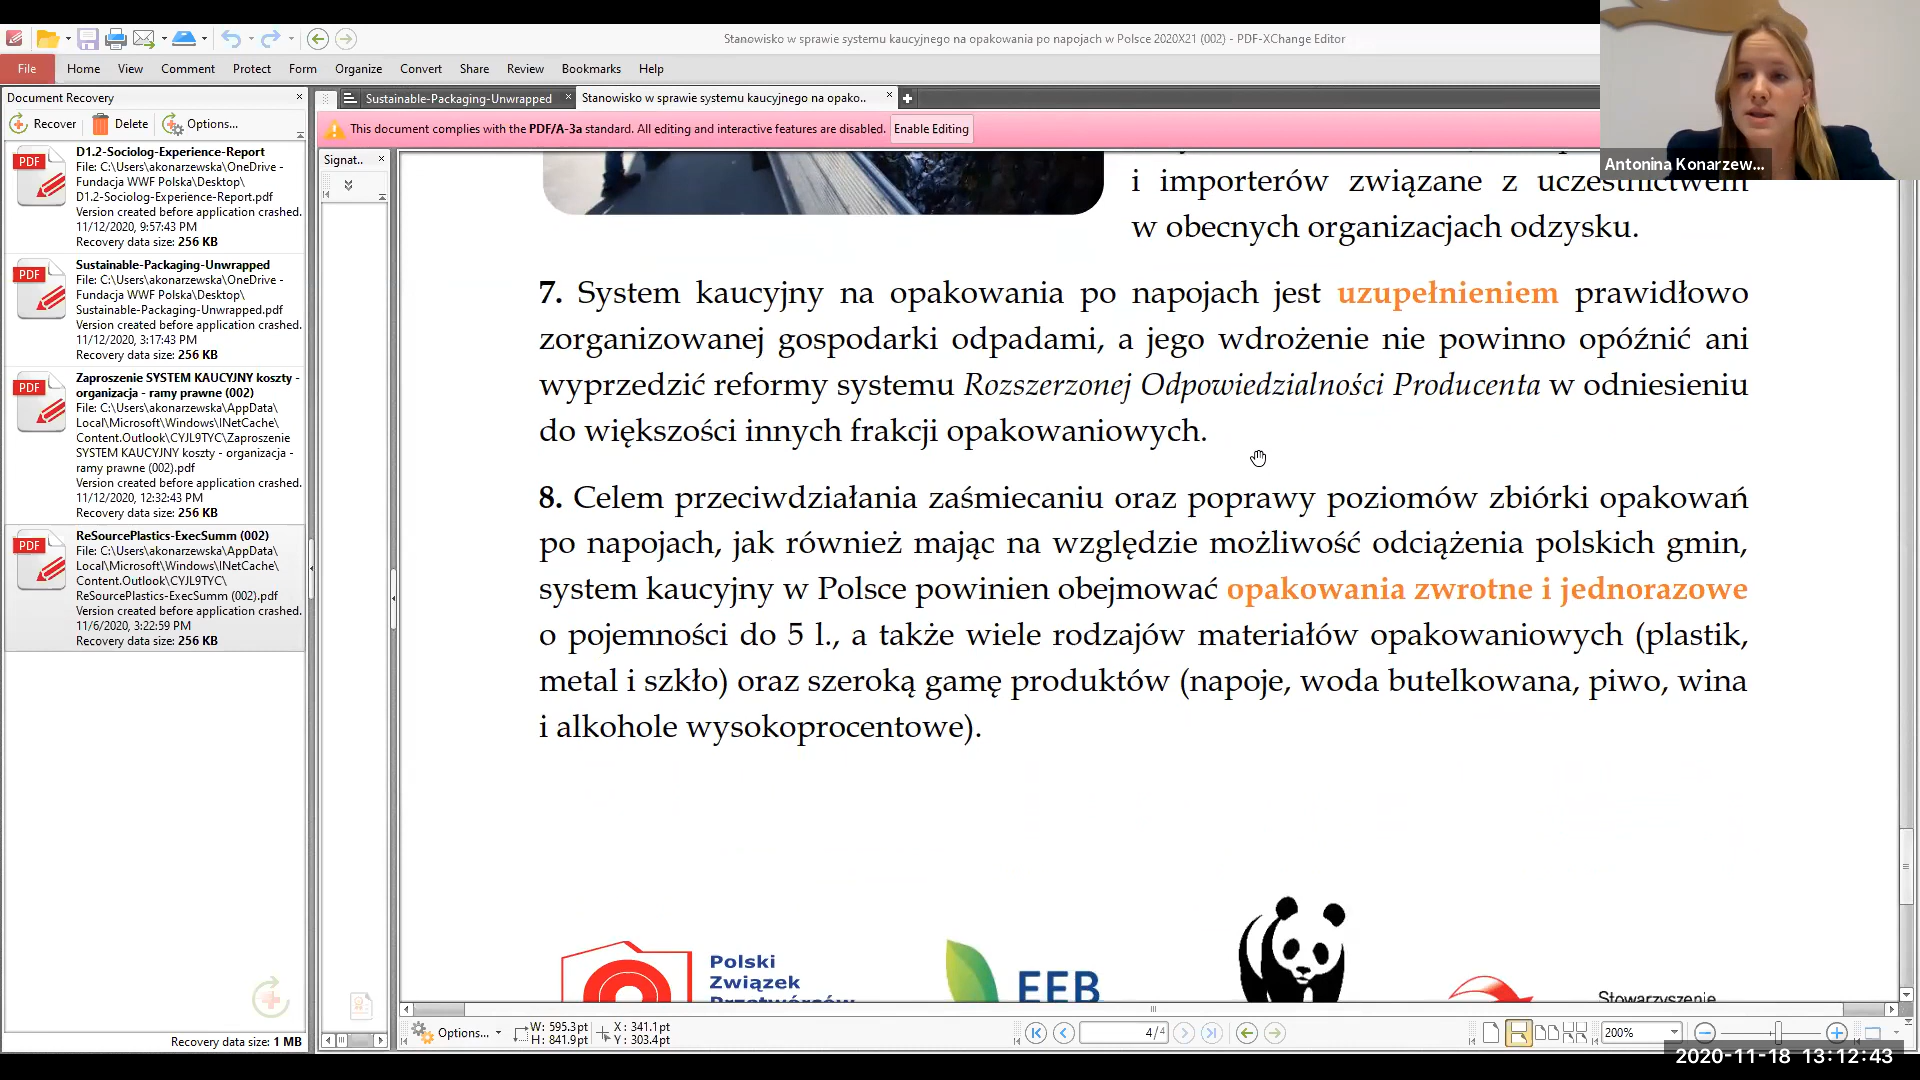 Stanowisko w sprawie systemu kaucyjnego na opakowania po napojach w Polsce 2020X21 (002) - PDF-XChange Editor
File Home View Comment Protect Form Organize Convert Share Review Bookmarks Help
Document Recovery
Recover Delete Options...
D1.2-Sociolog-Experience-Report
File: C:\Users\akonarzewska\OneDrive -
Fundacja WWF Polska\Desktop\
D1.2-Sociolog-Experience-Report.pdf
Version created before application crashed.
11/12/2020, 9:57:43 PM
Recovery data size: 256 KB
Sustainable-Packaging-Unwrapped
File: C:\Users\akonarzewska\OneDrive -
Fundacja WWF Polska\Desktop\
Sustainable-Packaging-Unwrapped.pdf
Version created before application crashed.
11/12/2020, 3:17:43 PM
Recovery data size: 256 KB
Zaproszenie SYSTEM KAUCYJNY koszty -
organizacja - ramy prawne (002)
File: C:\Users\akonarzewska\AppData\
Local\Microsoft\Windows\INetCache\
Content.Outlook\CYJL9TYC\Zaproszenie
SYSTEM KAUCYJNY koszty - organizacja -
ramy prawne (002).pdf
Version created before application crashed.
11/12/2020, 12:32:43 PM
Recovery data size: 256 KB
ReSourcePlastics-ExecSumm (002)
File: C:\Users\akonarzewska\AppData\
Local\Microsoft\Windows\INetCache\
Content.Outlook\CYJL9TYC\
ReSourcePlastics-ExecSumm (002).pdf
Version created before application crashed.
11/6/2020, 3:22:59 PM
Recovery data size: 256 KB
Recovery data size: 1 MB
Sustainable-Packaging-Unwrapped
Stanowisko w sprawie systemu kaucyjnego na opako..
This document complies with the PDF/A-3a standard. All editing and interactive features are disabled. Enable Editing
Signat..
i importerów związane z uczestnictwem
w obecnych organizacjach odzysku.
7. System kaucyjny na opakowania po napojach jest uzupełnieniem prawidłowo
zorganizowanej gospodarki odpadami, a jego wdrożenie nie powinno opóźnić ani
wyprzedzić reformy systemu Rozszerzonej Odpowiedzialności Producenta w odniesieniu
do większości innych frakcji opakowaniowych.
8. Celem przeciwdziałania zaśmiecaniu oraz poprawy poziomów zbiórki opakowań
po napojach, jak również mając na względzie możliwość odciążenia polskich gmin,
system kaucyjny w Polsce powinien obejmować opakowania zwrotne i jednorazowe
o pojemności do 5 l., a także wiele rodzajów materiałów opakowaniowych (plastik,
metal i szkło) oraz szeroką gamę produktów (napoje, woda butelkowana, piwo, wina
i alkohole wysokoprocentowe).
Polski
Związek
Przetwórców
EEB
Stowarzyszenie
Options...
W: 595.3pt
H: 841.9pt
X: 341.1pt
Y: 303.4pt
4/4
200%
Antonina Konarzew...
2020-11-18 13:12:43
PDF
PDF
PDF
PDF